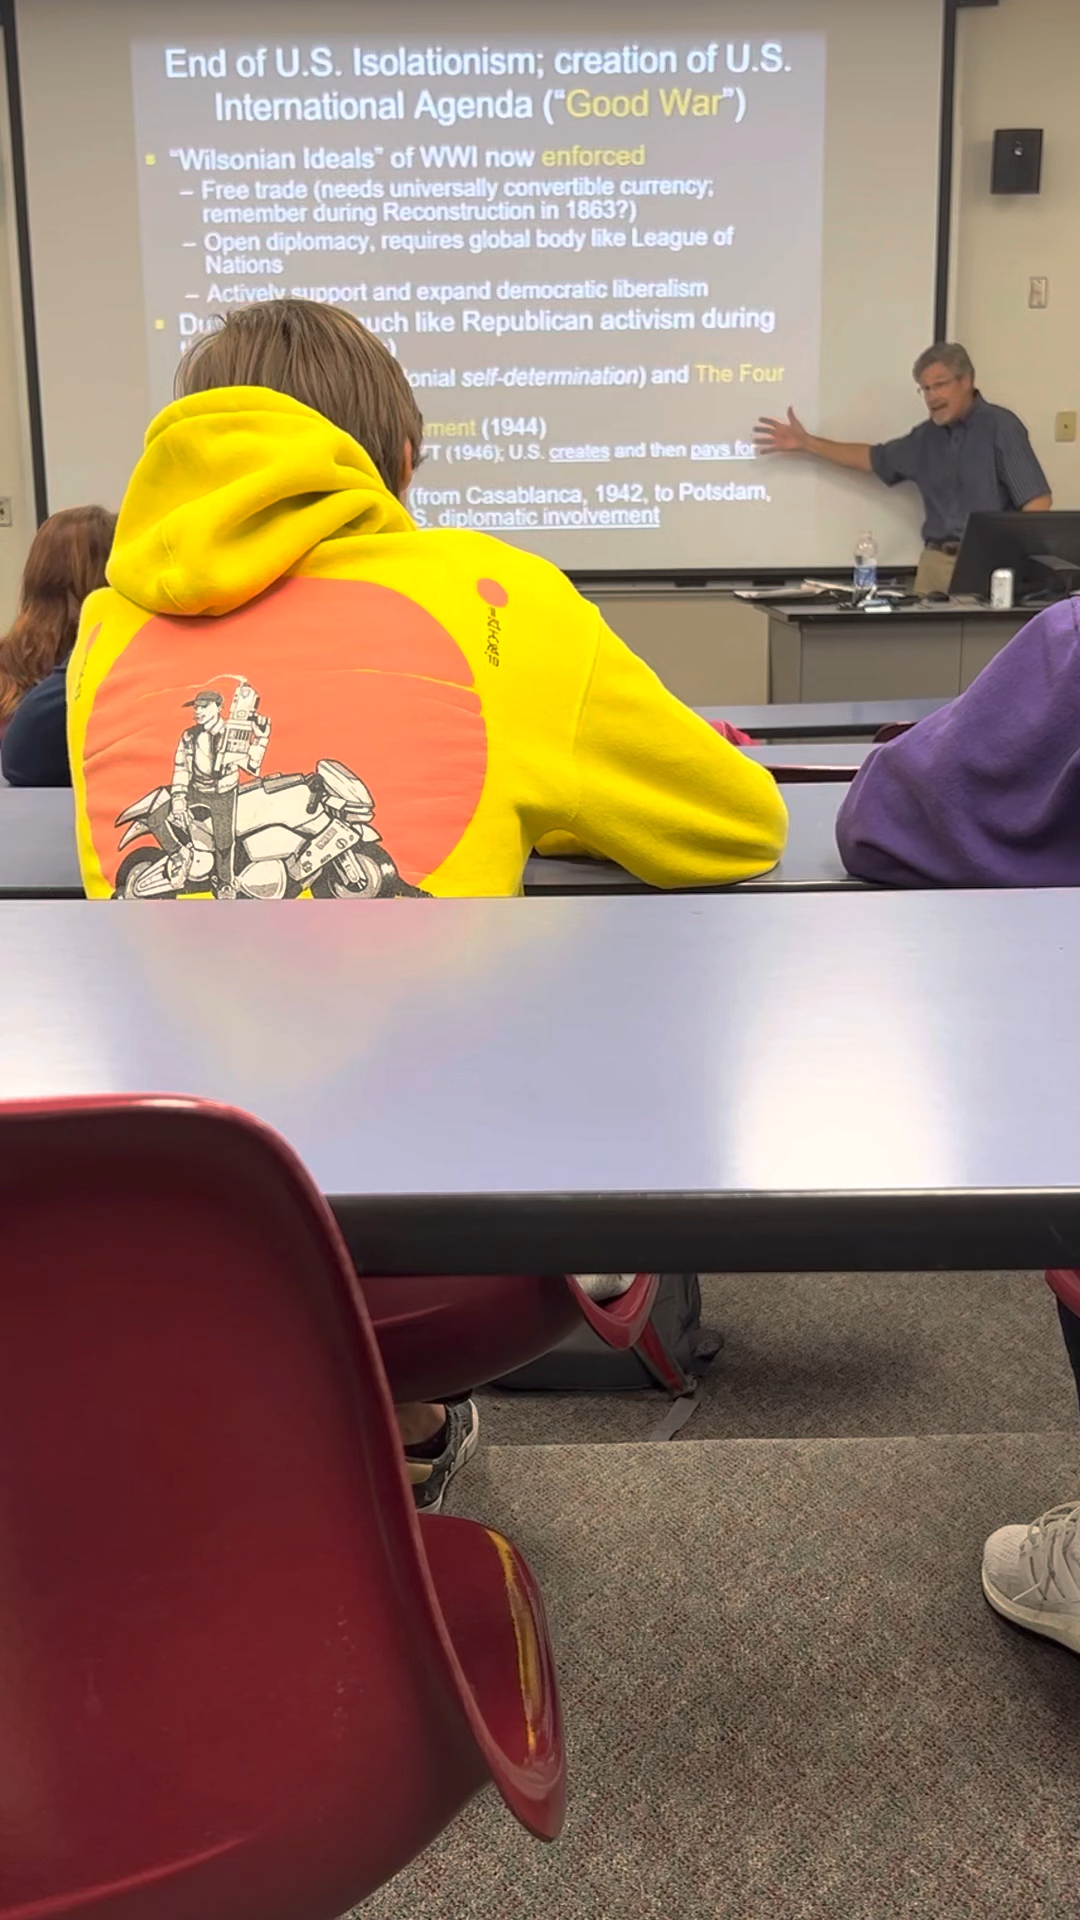 End of U.S. Isolationism; creation of U.S.
International Agenda ("Good War")
"Wilsonian Ideals" of WWI now enforced
– Free trade (needs universally convertible currency;
remember during Reconstruction in 1863?)
– Open diplomacy, requires global body like League of
Nations
– Actively support and expand democratic liberalism
much like Republican activism during
self-determination) and The Four
(1944)
(1946); U.S. creates and then pays for
(from Casablanca, 1942, to Potsdam,
diplomatic involvement